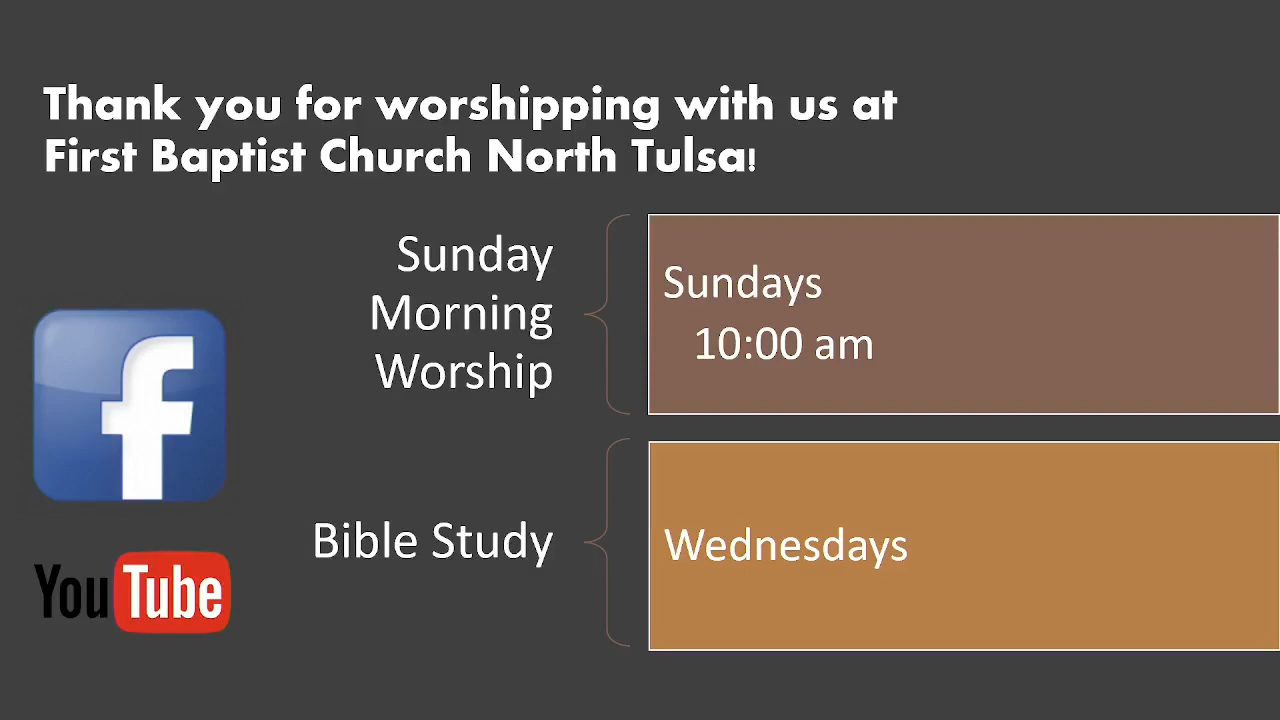 Thank you for worshipping with us at
First Baptist Church North Tulsa!
Sunday
Morning
Worship
Sundays
10:00 am
f
Bible Study
Wednesdays
YouTube